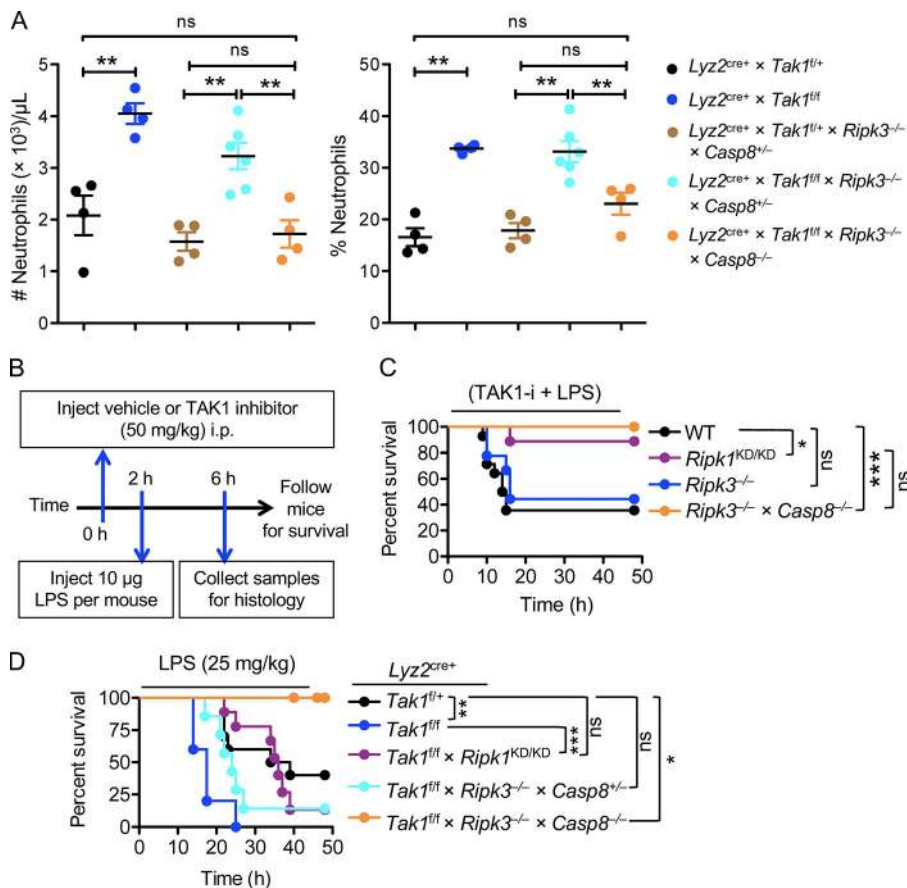 A
ns
ns
**
**
**
# Neutrophils (× 10³)/µL
5
4
3
2
1
0
ns
ns
**
**
**
% Neutrophils
50
40
30
20
10
0
Lyz2cre+ × Tak1f/+
Lyz2cre+ × Tak1f/f
Lyz2cre+ × Tak1f/+ × Ripk3–/–
× Casp8+/–
Lyz2cre+ × Tak1f/f × Ripk3–/–
× Casp8+/–
Lyz2cre+ × Tak1f/f × Ripk3–/–
× Casp8–/–
B
Inject vehicle or TAK1 inhibitor
(50 mg/kg) i.p.
Time
0 h
2 h
6 h
Follow
mice
for survival
Inject 10 µg
LPS per mouse
Collect samples
for histology
C
(TAK1-i + LPS)
Percent survival
100
80
60
40
20
0
0 10 20 30 40 50
Time (h)
WT
Ripk1KD/KD
Ripk3–/–
Ripk3–/– × Casp8–/–
*
ns
***
ns
D
LPS (25 mg/kg)
Percent survival
100
75
50
25
0
0 10 20 30 40 50
Time (h)
Lyz2cre+
Tak1f/+
Tak1f/f
Tak1f/f × Ripk1KD/KD
Tak1f/f × Ripk3–/– × Casp8+/–
Tak1f/f × Ripk3–/– × Casp8–/–
**
***
ns
ns
*